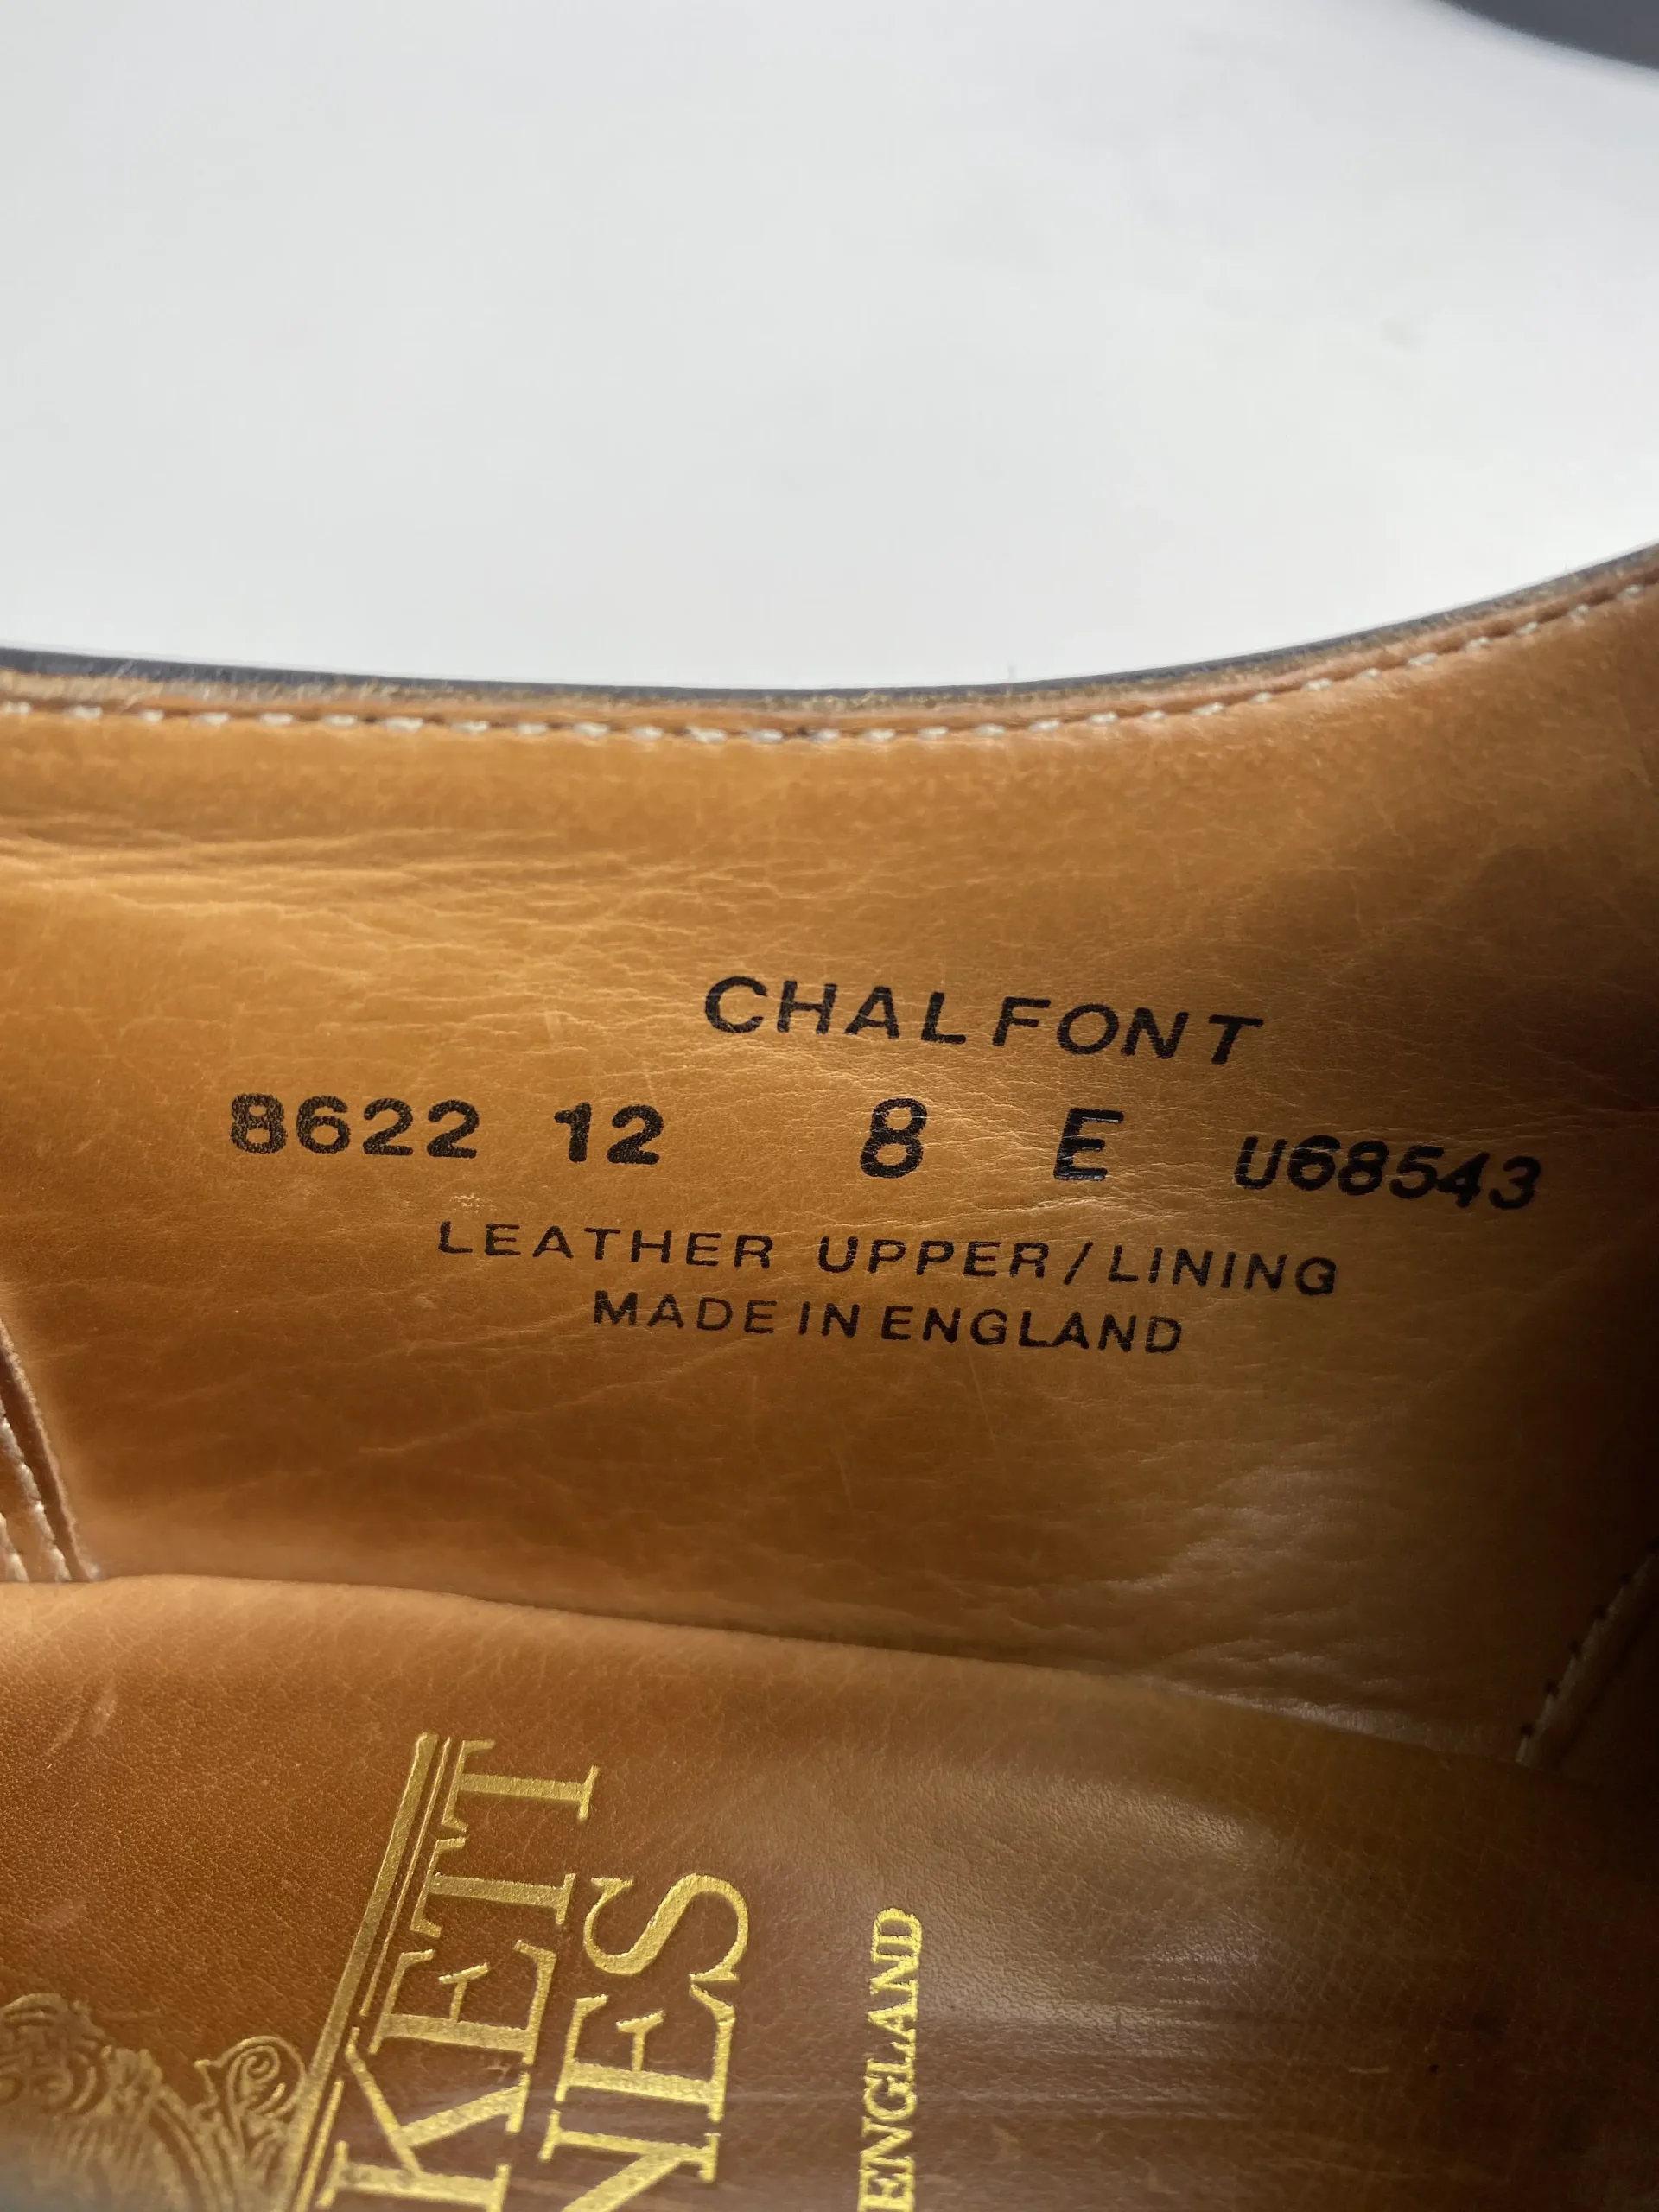 CHALFONT
8622 12 8 E U68543
LEATHER UPPER/LINING
MADE IN ENGLAND
KETT
NES
ENGLAND